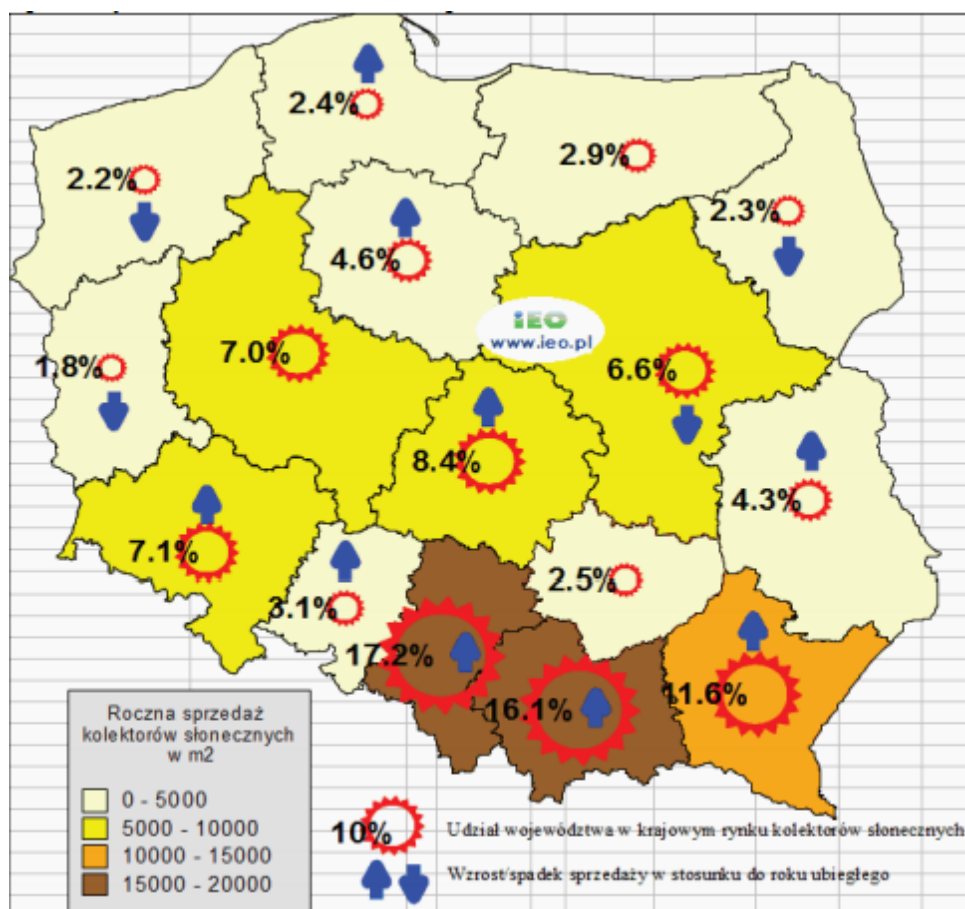 2.4%
2.9%
2.2%
2.3%
4.6%
iEO
www.ieo.pl
7.0%
1.8%
6.6%
8.4%
4.3%
7.1%
2.5%
3.1%
17.2%
16.1%
11.6%
Roczna sprzedaż
kolektorów słonecznych
w m2
0 - 5000
5000 - 10000
10000 - 15000
15000 - 20000
10%
Udział województwa w krajowym rynku kolektorów słonecznych
Wzrost/spadek sprzedaży w stosunku do roku ubiegłego